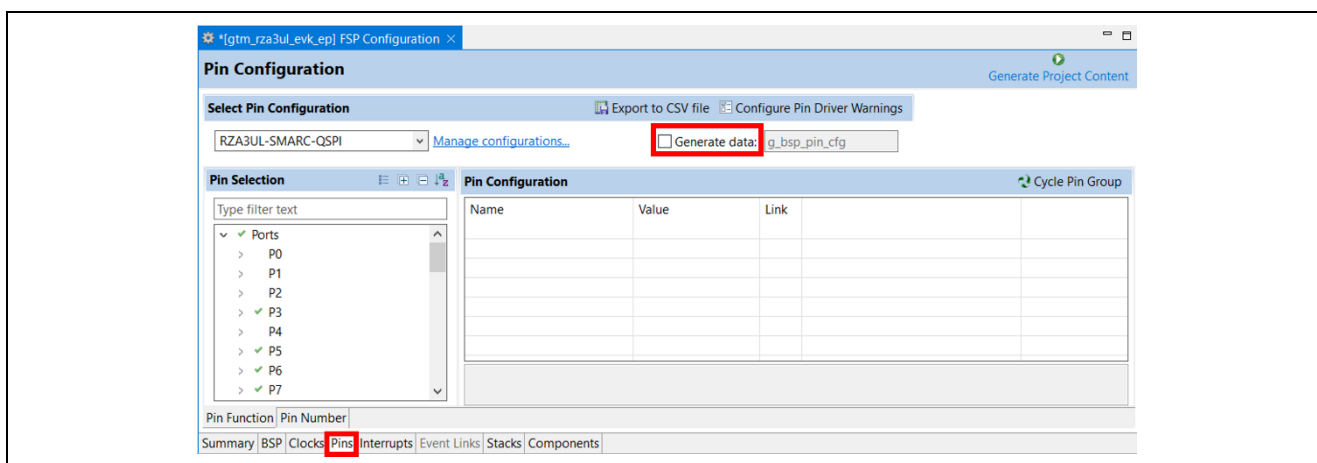 *[gtm_rza3ul_evk_ep] FSP Configuration
Pin Configuration
Generate Project Content
Select Pin Configuration
Export to CSV file
Configure Pin Driver Warnings
RZA3UL-SMARC-QSPI
Manage configurations...
Generate data:
g_bsp_pin_cfg
Pin Selection
Pin Configuration
Cycle Pin Group
Type filter text
Name Value Link
Ports
P0
P1
P2
P3
P4
P5
P6
P7
Pin Function Pin Number
Summary BSP Clocks Pins Interrupts Event Links Stacks Components